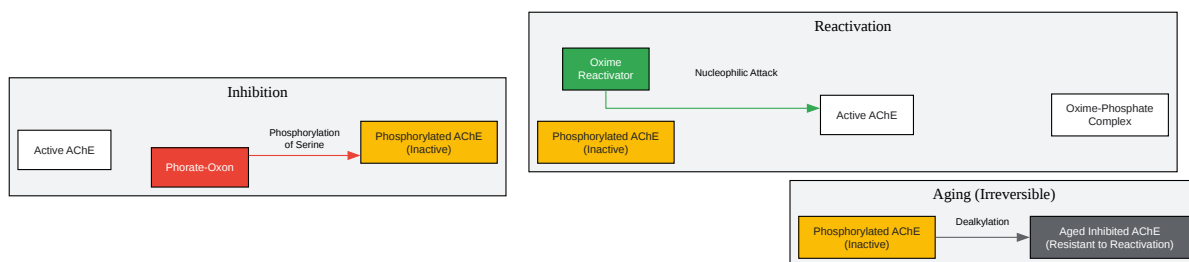 Inhibition
Active AChE
Phorate-Oxon
Phosphorylation
of Serine
Phosphorylated AChE
(Inactive)
Reactivation
Oxime
Reactivator
Nucleophilic Attack
Phosphorylated AChE
(Inactive)
Active AChE
Oxime-Phosphate
Complex
Aging (Irreversible)
Phosphorylated AChE
(Inactive)
Dealkylation
Aged Inhibited AChE
(Resistant to Reactivation)